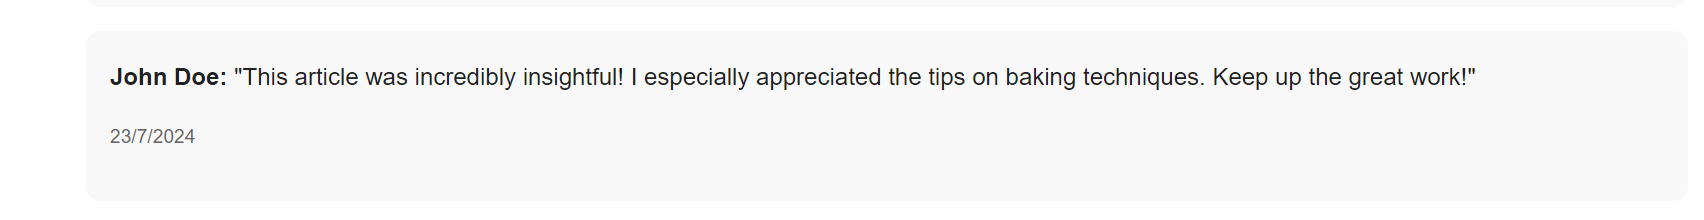 John Doe: "This article was incredibly insightful! I especially appreciated the tips on baking techniques. Keep up the great work!"
23/7/2024